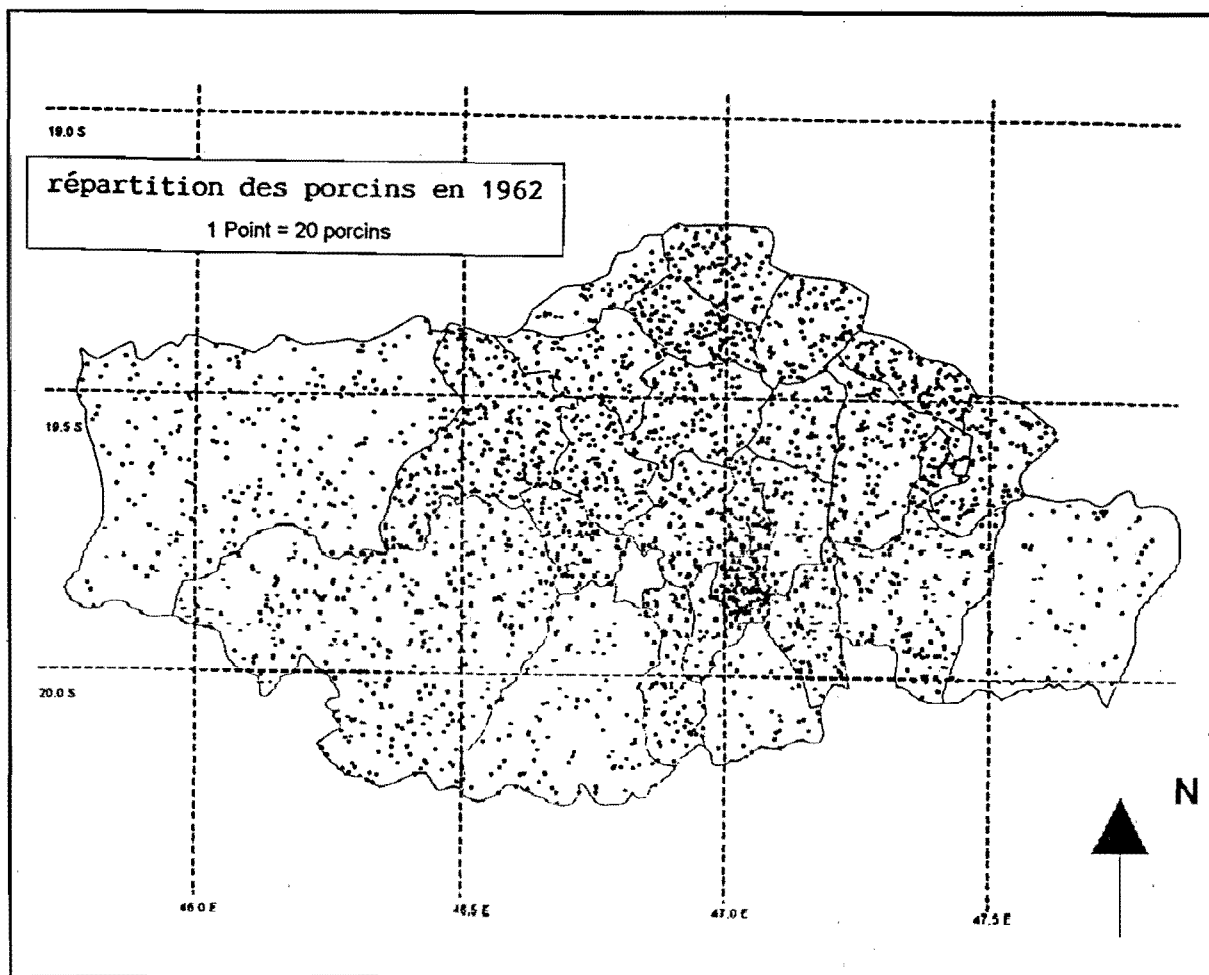 19.0 S
répartition des porcins en 1962
1 Point = 20 porcins
19.5 S
20.0 S
N
46.0 E
46.5 E
47.0 E
47.5 E